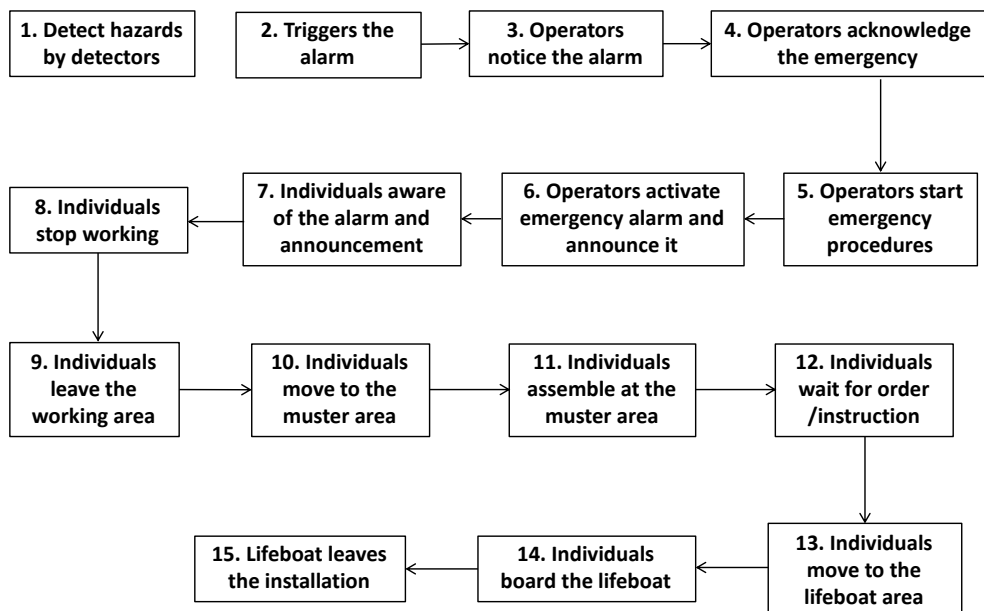 1. Detect hazards
by detectors
2. Triggers the
alarm
3. Operators
notice the alarm
4. Operators acknowledge
the emergency
5. Operators start
emergency
procedures
6. Operators activate
emergency alarm and
announce it
7. Individuals aware
of the alarm and
announcement
8. Individuals
stop working
9. Individuals
leave the
working area
10. Individuals
move to the
muster area
11. Individuals
assemble at the
muster area
12. Individuals
wait for order
/instruction
13. Individuals
move to the
lifeboat area
14. Individuals
board the lifeboat
15. Lifeboat leaves
the installation